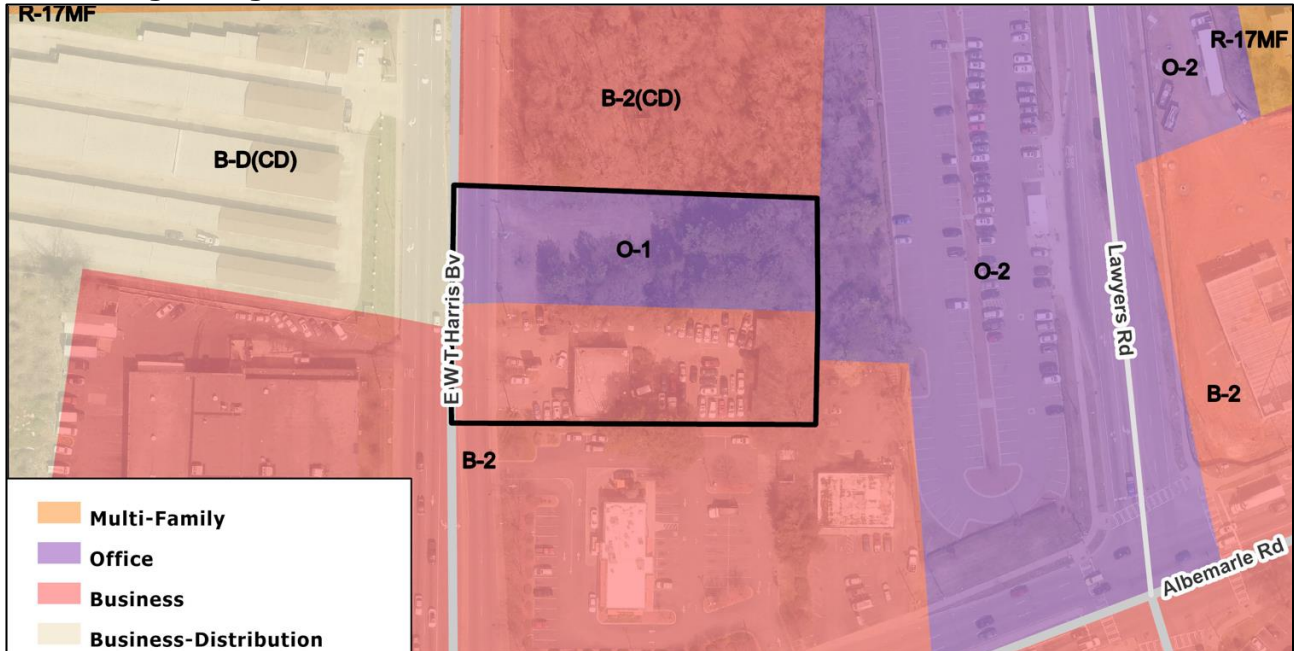 R-17MF
R-17MF
O-2
B-2(CD)
B-D(CD)
O-1
O-2
E W T Harris Bv
Lawyers Rd
B-2
B-2
Albemarle Rd
Multi-Family
Office
Business
Business-Distribution